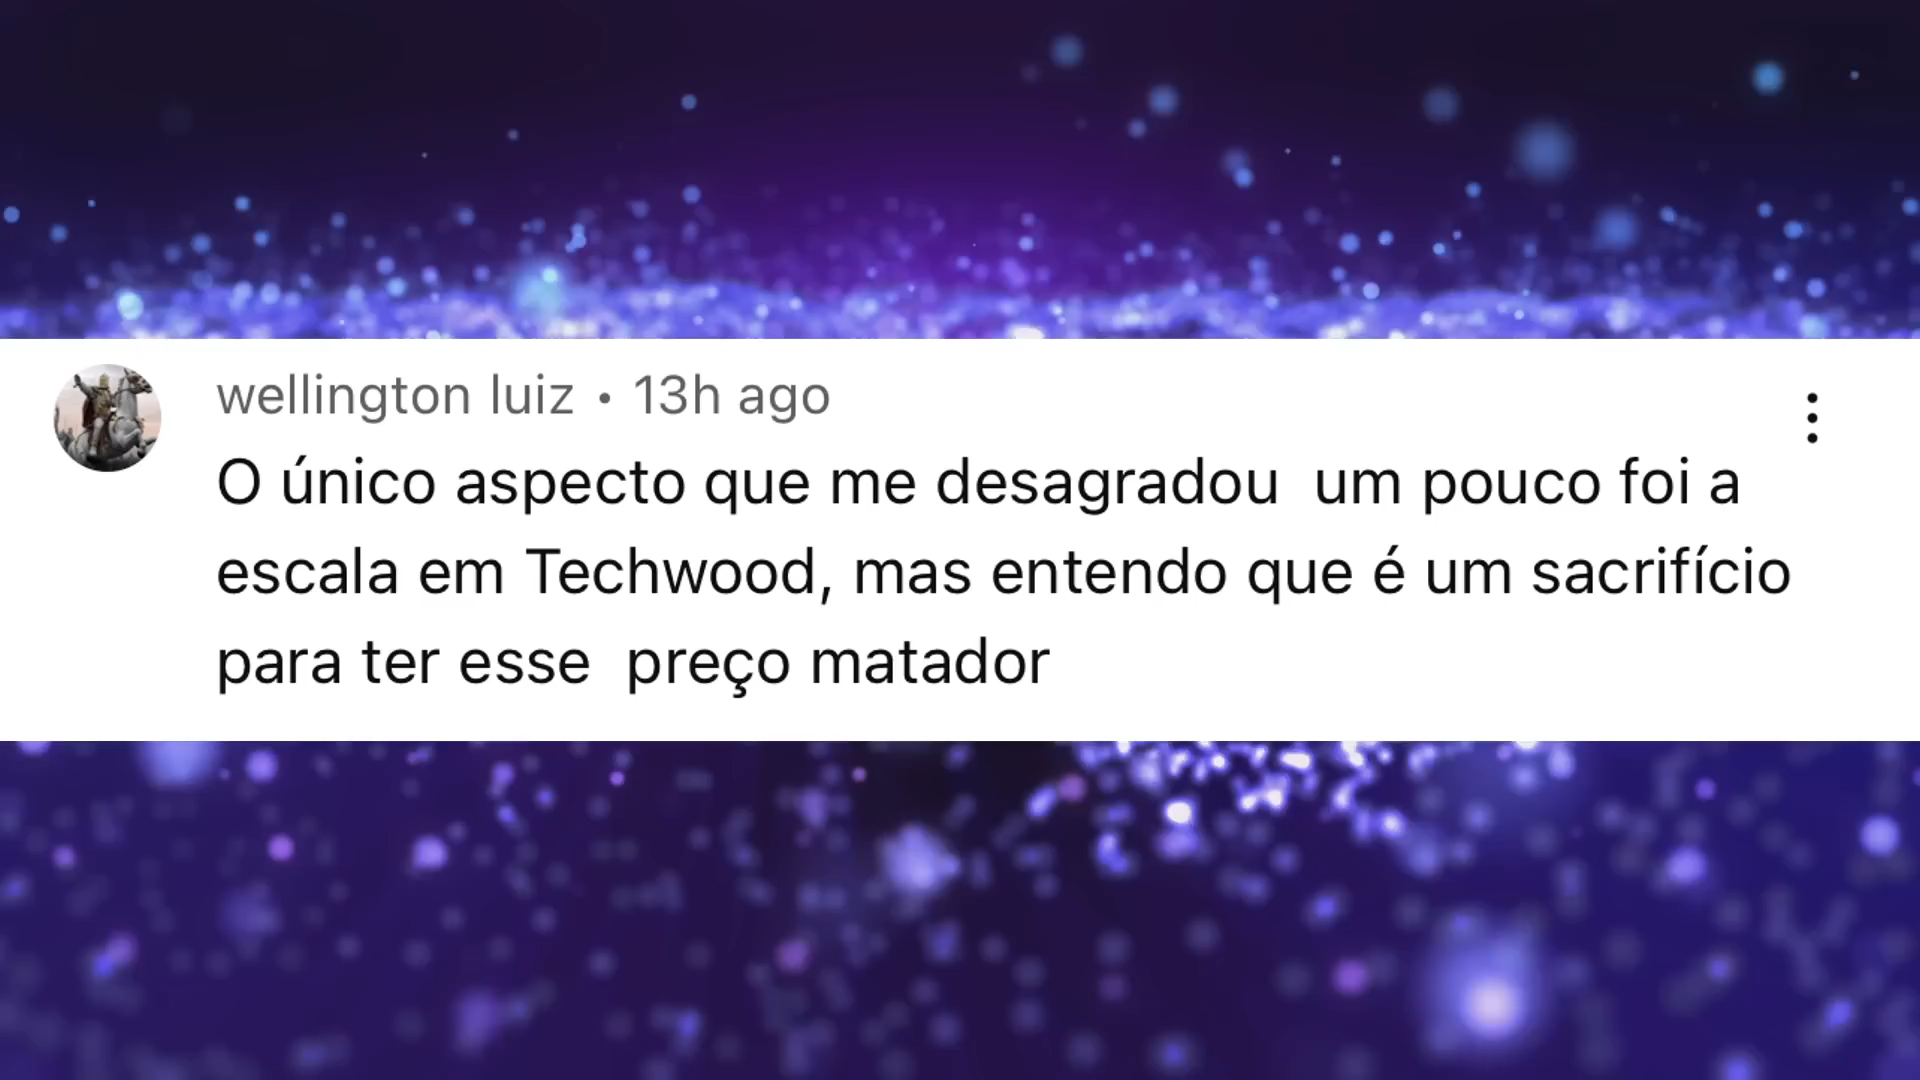 wellington luiz • 13h ago
O único aspecto que me desagradou  um pouco foi a
escala em Techwood, mas entendo que é um sacrifício
para ter esse  preço matador